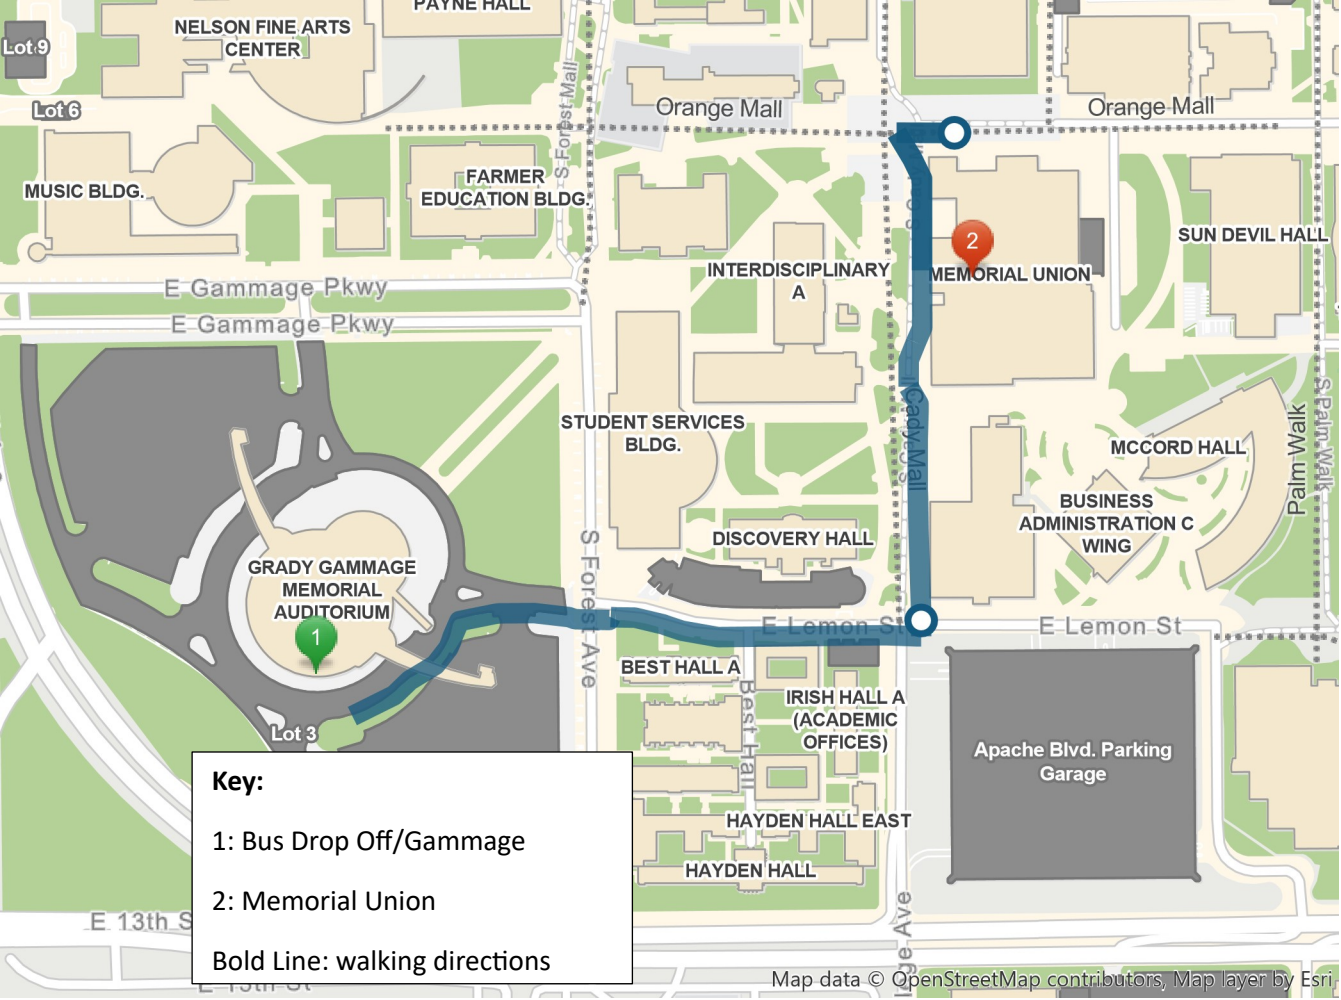 PAYNE HALL
NELSON FINE ARTS
CENTER
Lot 9
Lot 6
S Forest Mall
Orange Mall
Orange Mall
MUSIC BLDG.
FARMER
EDUCATION BLDG.
SUN DEVIL HALL
2
MEMORIAL UNION
INTERDISCIPLINARY
A
E Gammage Pkwy
E Gammage Pkwy
STUDENT SERVICES
BLDG.
Cady Mall
MCCORD HALL
Palm Walk
S Palm Walk
BUSINESS
ADMINISTRATION C
WING
DISCOVERY HALL
S Forest Ave
GRADY GAMMAGE
MEMORIAL
AUDITORIUM
1
E Lemon St
E Lemon St
BEST HALL A
Best Hall
IRISH HALL A
(ACADEMIC
OFFICES)
Lot 3
Apache Blvd. Parking
Garage
HAYDEN HALL EAST
HAYDEN HALL
E 13th S
E 13th St
Key:
1: Bus Drop Off/Gammage
2: Memorial Union
Bold Line: walking directions
Map data © OpenStreetMap contributors, Map layer by Esri